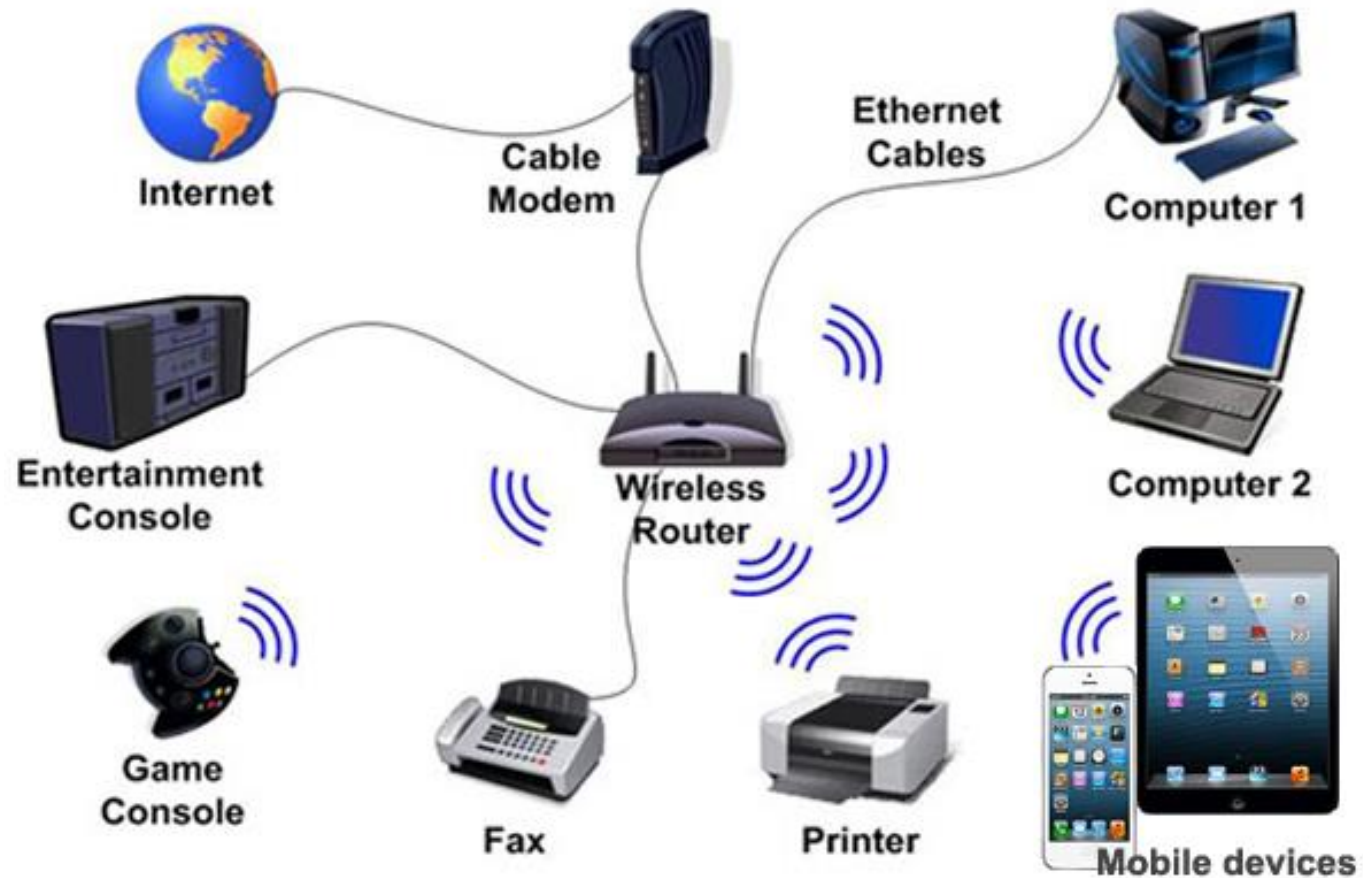 Internet
Cable
Modem
Ethernet
Cables
Computer 1
Entertainment
Console
Wireless
Router
Computer 2
Game
Console
Fax
Printer
Mobile devices